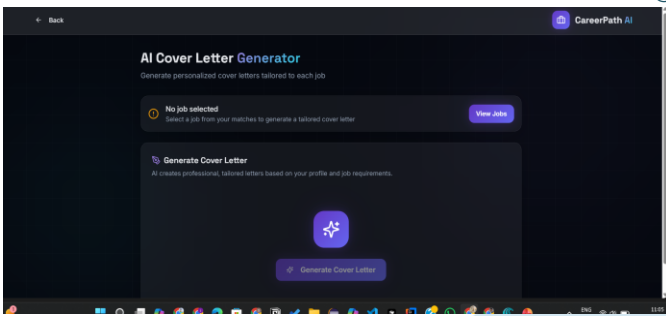 ← Back
CareerPath AI
AI Cover Letter Generator
Generate personalized cover letters tailored to each job
No job selected
Select a job from your matches to generate a tailored cover letter
View Jobs
Generate Cover Letter
AI creates professional, tailored letters based on your profile and job requirements.
Generate Cover Letter
ENG
11:05